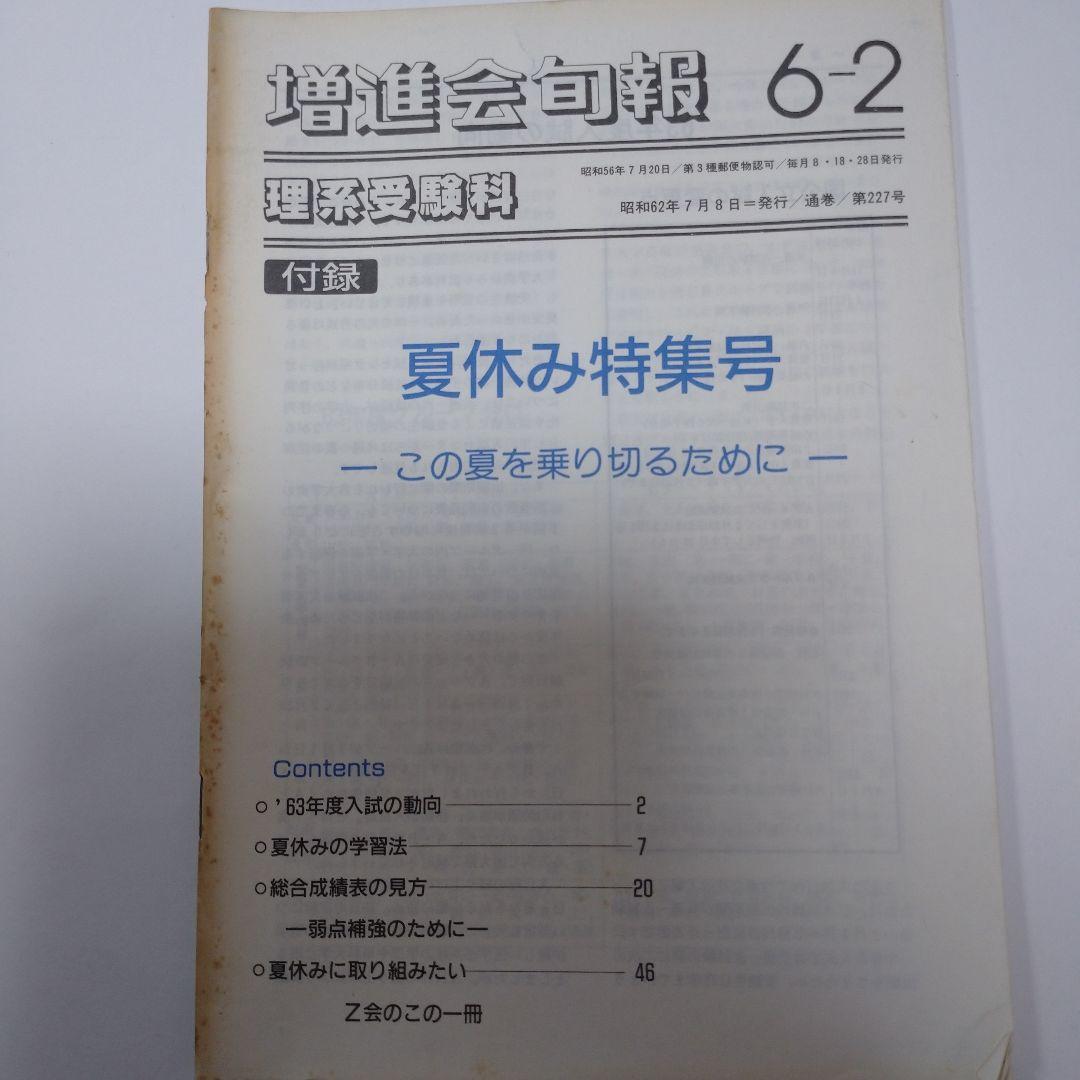 増進会旬報 6-2
昭和56年7月20日／第3種郵便物認可／毎月8・18・28日発行
理系受験科
昭和62年7月8日＝発行／通巻／第227号
付録
夏休み特集号
― この夏を乗り切るために ―
Contents
○ '63年度入試の動向 2
○夏休みの学習法 7
○総合成績表の見方 20
―弱点補強のために―
○夏休みに取り組みたい 46
Z会のこの一冊